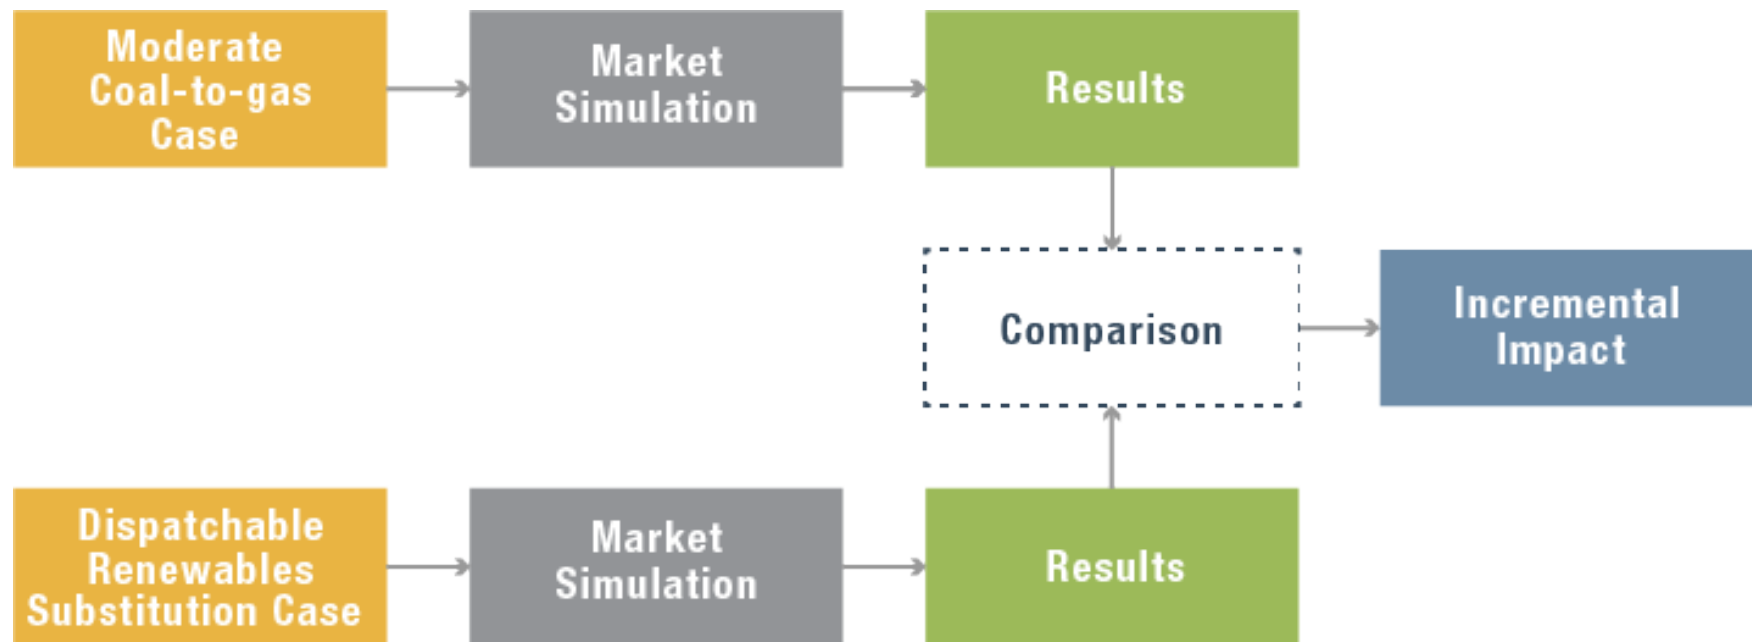 Moderate
Coal-to-gas
Case
Market
Simulation
Results
Comparison
Incremental
Impact
Dispatchable
Renewables
Substitution Case
Market
Simulation
Results